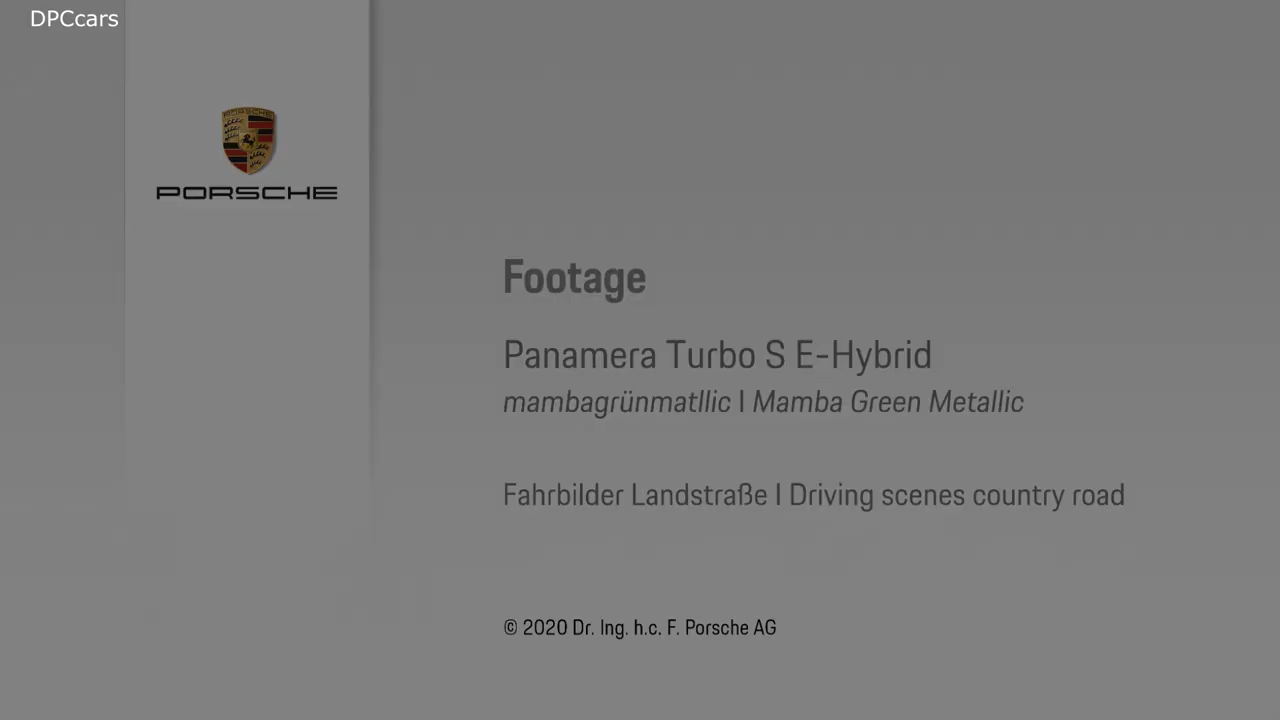 DPCcars
PORSCHE
PORSCHE
Footage
Panamera Turbo S E-Hybrid
mambagrünmatllic I Mamba Green Metallic
Fahrbilder Landstraße I Driving scenes country road
© 2020 Dr. Ing. h.c. F. Porsche AG